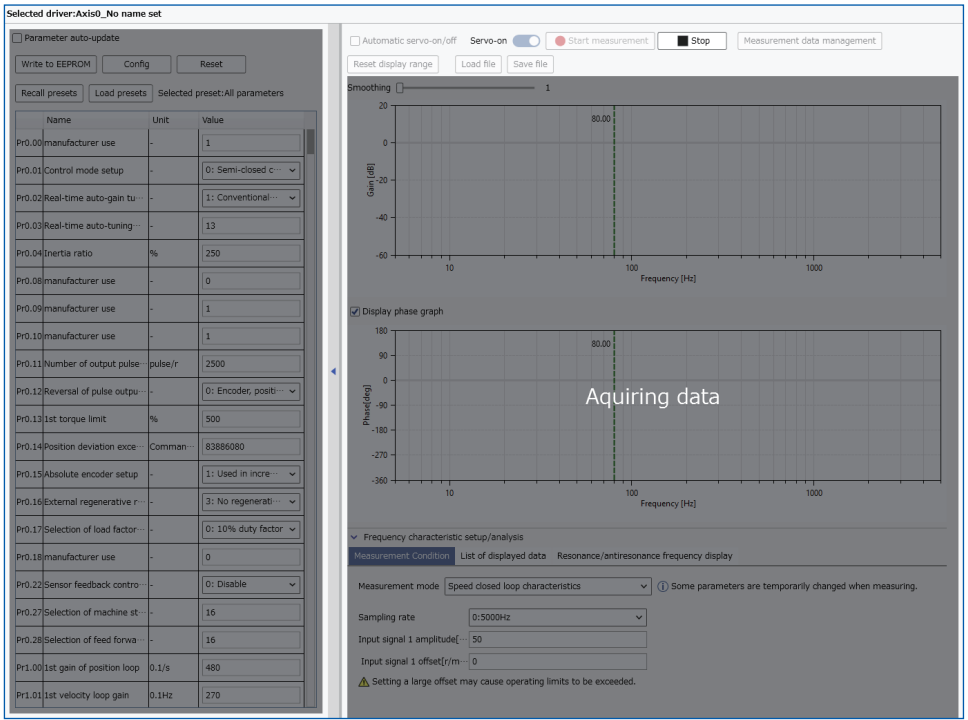 Selected driver:Axis0_No name set
Parameter auto-update
Write to EEPROM Config Reset
Recall presets Load presets Selected preset:All parameters
Name Unit Value
Pr0.00 manufacturer use - 1
Pr0.01 Control mode setup - 0: Semi-closed c···
Pr0.02 Real-time auto-gain tu··· - 1: Conventional···
Pr0.03 Real-time auto-tuning··· - 13
Pr0.04 Inertia ratio % 250
Pr0.08 manufacturer use - 0
Pr0.09 manufacturer use - 1
Pr0.10 manufacturer use - 1
Pr0.11 Number of output pulse··· pulse/r 2500
Pr0.12 Reversal of pulse outpu··· - 0: Encoder, positi···
Pr0.13 1st torque limit % 500
Pr0.14 Position deviation exce··· Comman··· 83886080
Pr0.15 Absolute encoder setup - 1: Used in incre···
Pr0.16 External regenerative r··· - 3: No regenerati···
Pr0.17 Selection of load factor··· - 0: 10% duty factor
Pr0.18 manufacturer use - 0
Pr0.22 Sensor feedback contro··· - 0: Disable
Pr0.27 Selection of machine st··· - 16
Pr0.28 Selection of feed forwa··· - 16
Pr1.00 1st gain of position loop 0.1/s 480
Pr1.01 1st velocity loop gain 0.1Hz 270
Automatic servo-on/off Servo-on Start measurement Stop Measurement data management
Reset display range Load file Save file
Smoothing 1
20
80.00
0
-20
-40
-60
Gain [dB]
10 100 1000
Frequency [Hz]
Display phase graph
180
80.00
90
0
-90
-180
-270
-360
Phase[deg]
Aquiring data
10 100 1000
Frequency [Hz]
Frequency characteristic setup/analysis
Measurement Condition List of displayed data Resonance/antiresonance frequency display
Measurement mode Speed closed loop characteristics Some parameters are temporarily changed when measuring.
Sampling rate 0:5000Hz
Input signal 1 amplitude[··· 50
Input signal 1 offset[r/m··· 0
Setting a large offset may cause operating limits to be exceeded.